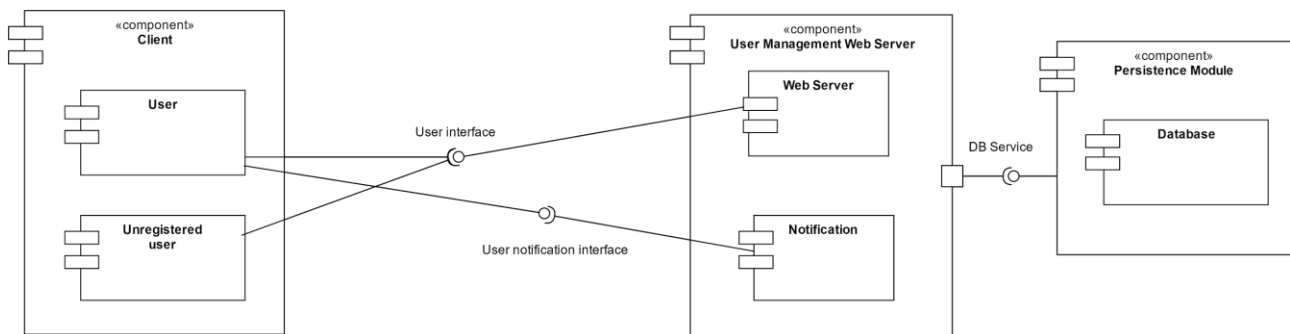 «component»
Client
User
Unregistered
user
User interface
User notification interface
«component»
User Management Web Server
Web Server
Notification
DB Service
«component»
Persistence Module
Database